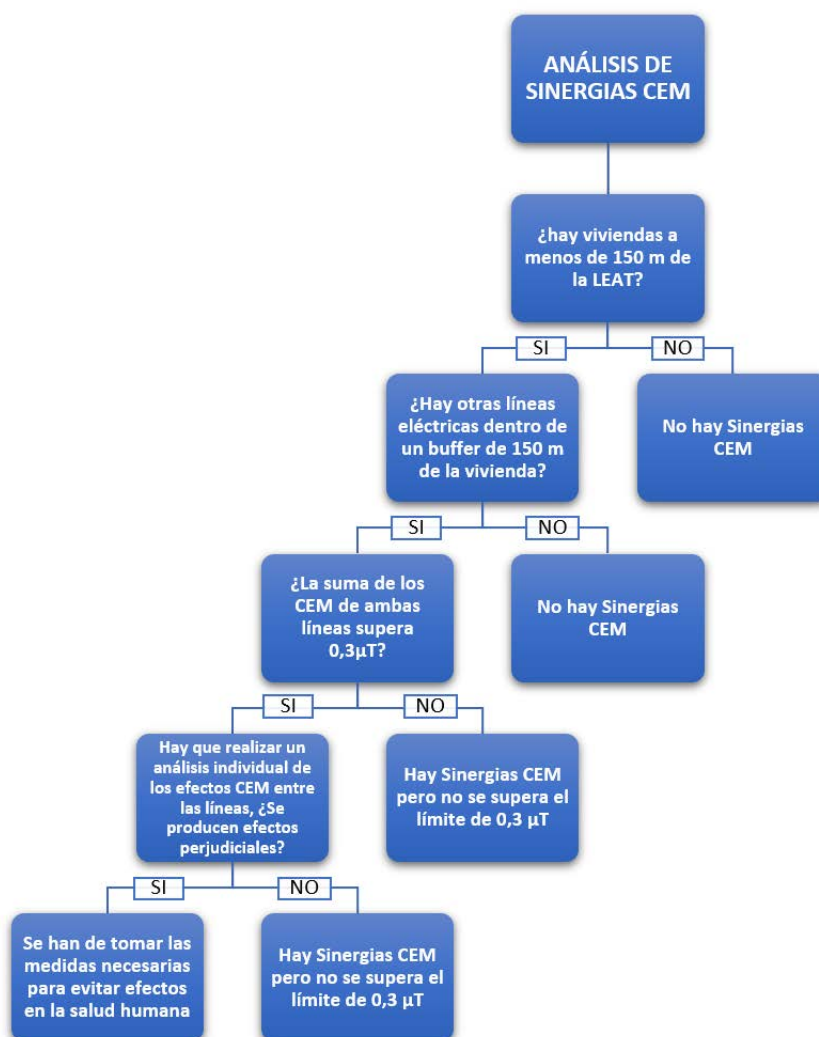 ANÁLISIS DE
SINERGIAS CEM
¿hay viviendas a
menos de 150 m de
la LEAT?
SI
NO
¿Hay otras líneas
eléctricas dentro de
un buffer de 150 m
de la vivienda?
No hay Sinergias
CEM
SI
NO
¿La suma de los
CEM de ambas
líneas supera
0,3µT?
No hay Sinergias
CEM
SI
NO
Hay que realizar un
análisis individual de
los efectos CEM entre
las líneas, ¿Se
producen efectos
perjudiciales?
Hay Sinergias CEM
pero no se supera el
límite de 0,3 µT
SI
NO
Se han de tomar las
medidas necesarias
para evitar efectos
en la salud humana
Hay Sinergias CEM
pero no se supera el
límite de 0,3 µT